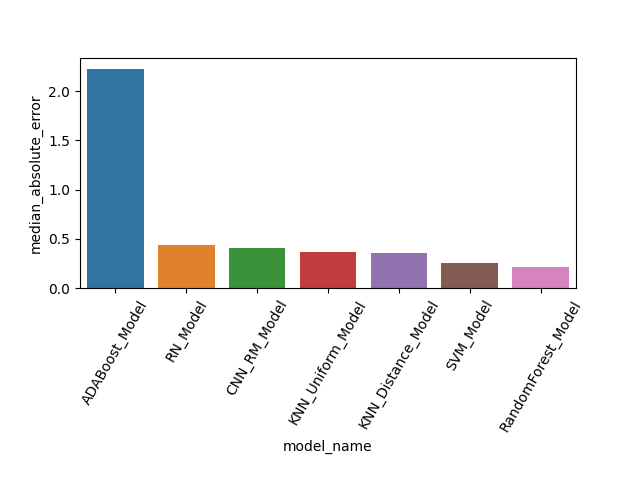 median_absolute_error
2.0
1.5
1.0
0.5
0.0
ADABoost_Model
RN_Model
CNN_RM_Model
KNN_Uniform_Model
KNN_Distance_Model
SVM_Model
RandomForest_Model
model_name